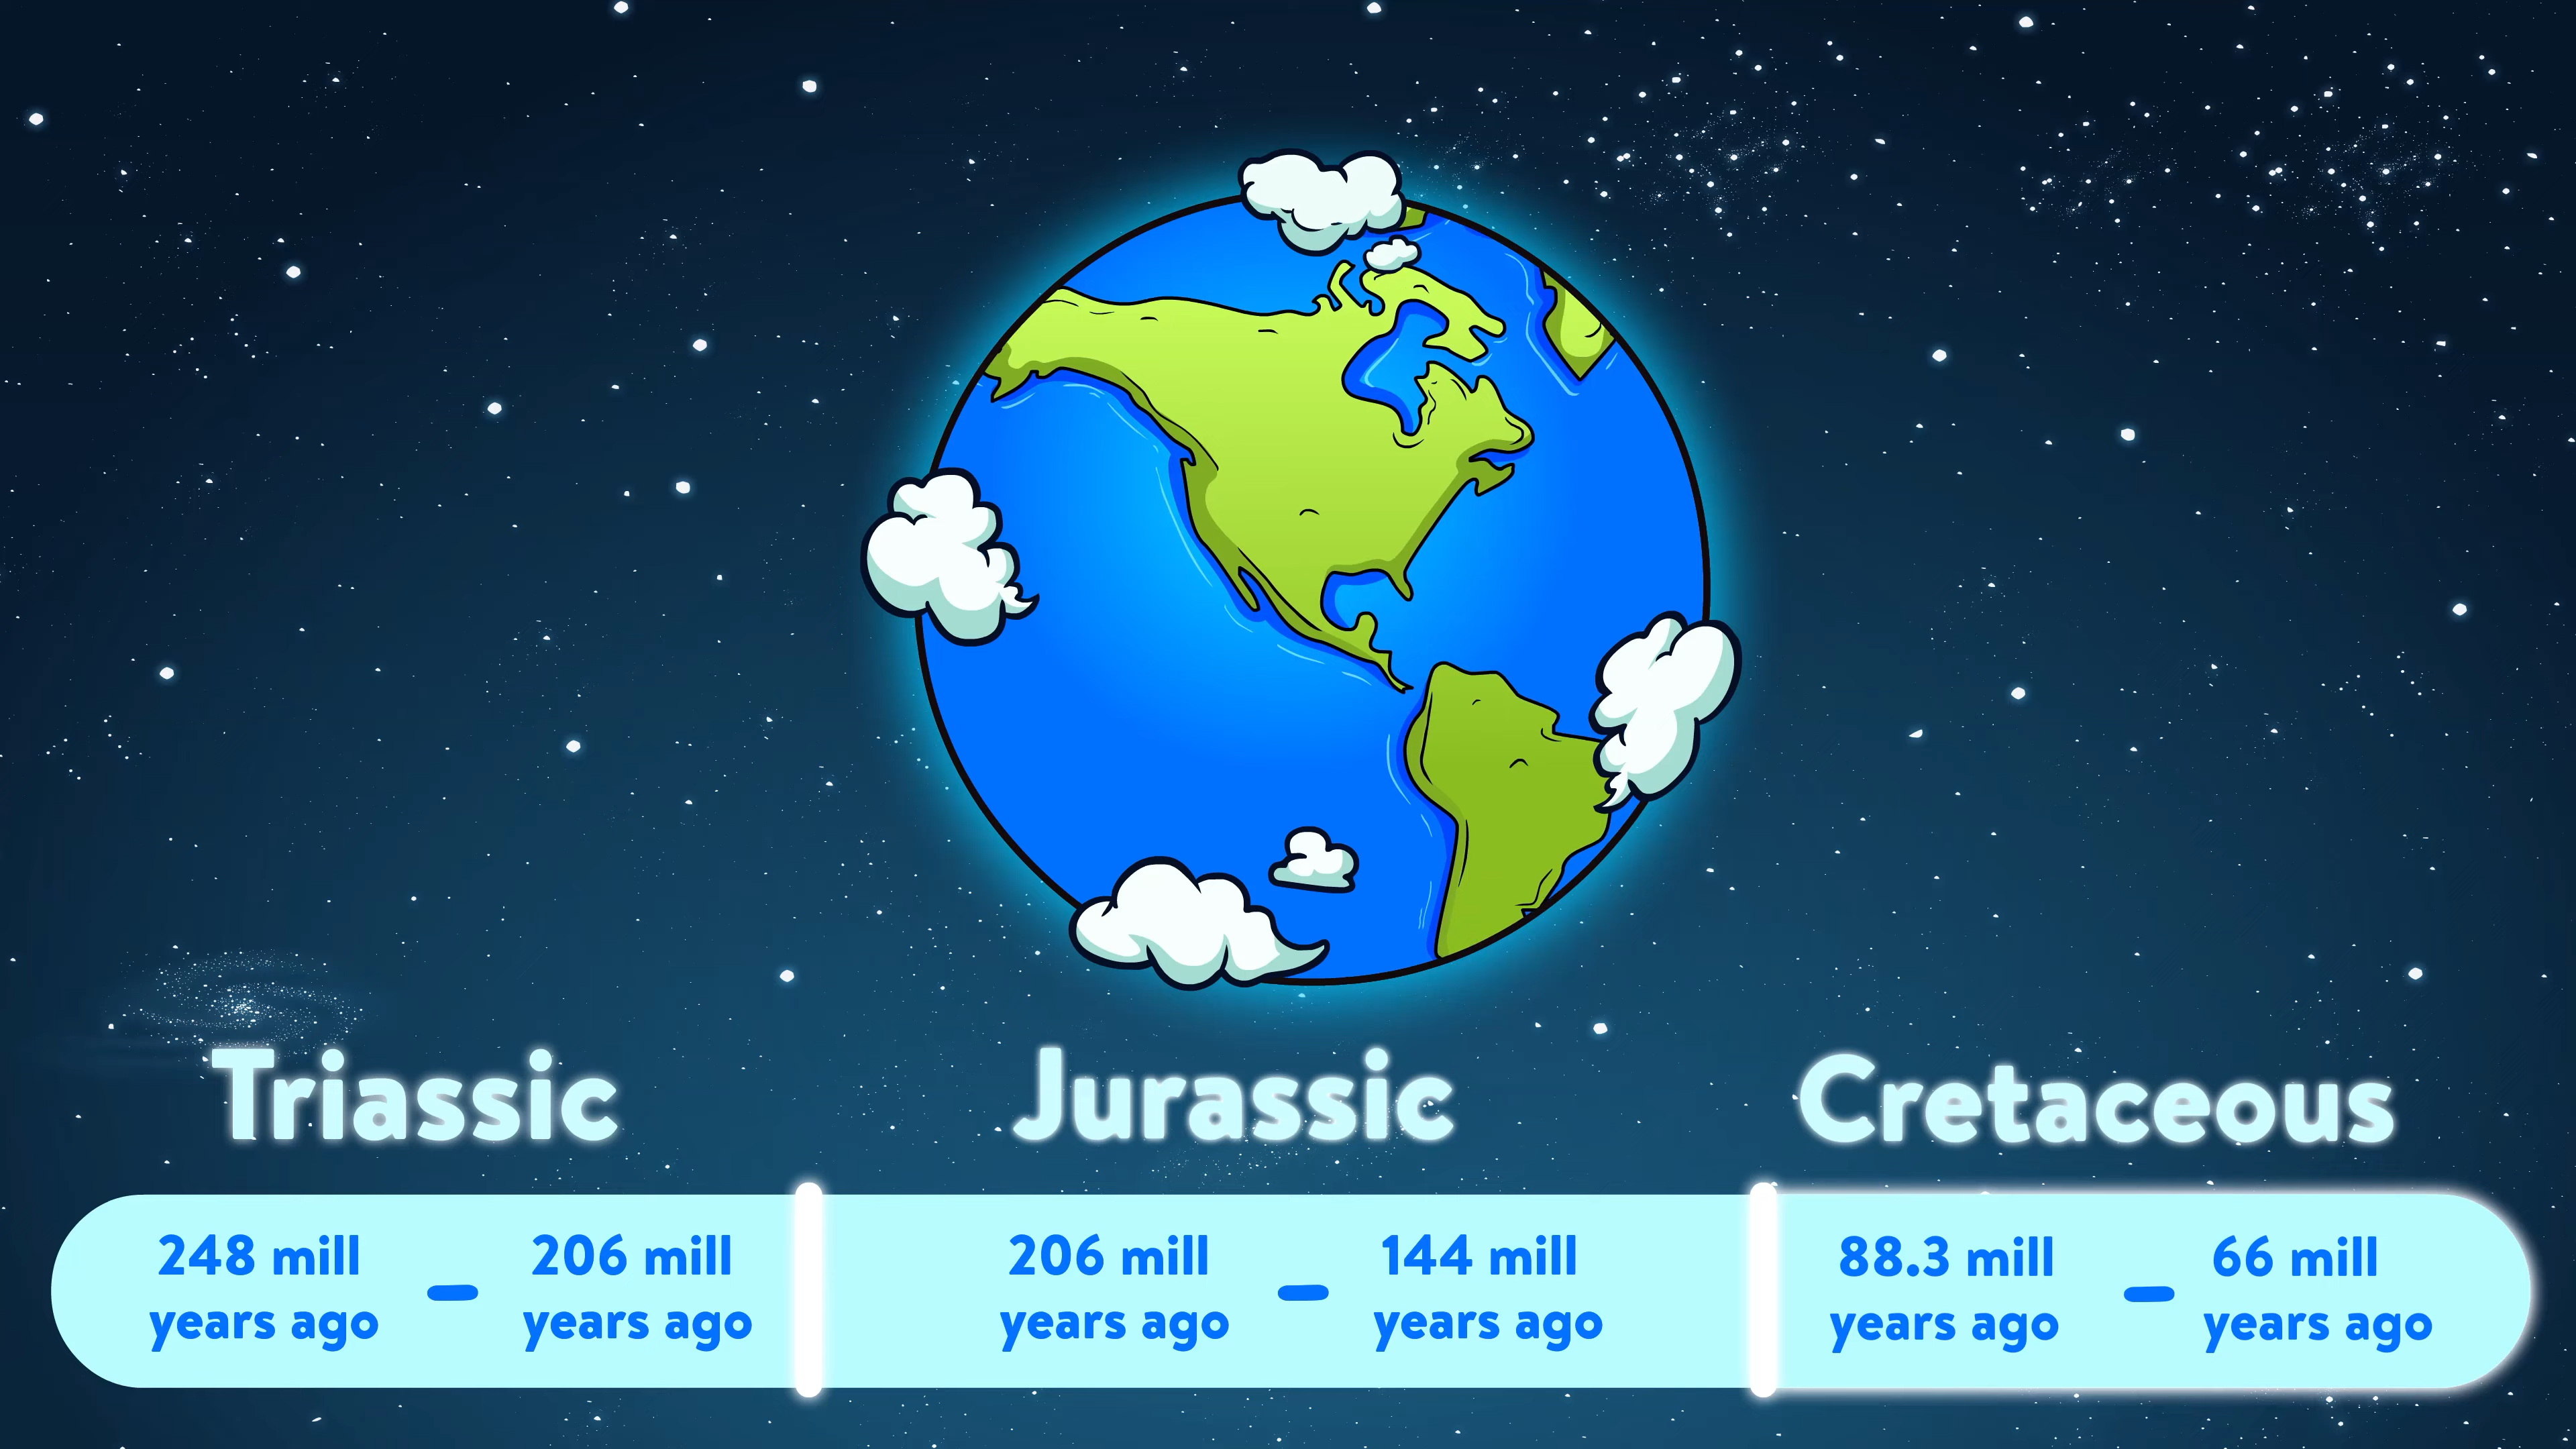 Triassic
Jurassic
Cretaceous
248 mill
years ago
-
206 mill
years ago
206 mill
years ago
-
144 mill
years ago
88.3 mill
years ago
-
66 mill
years ago